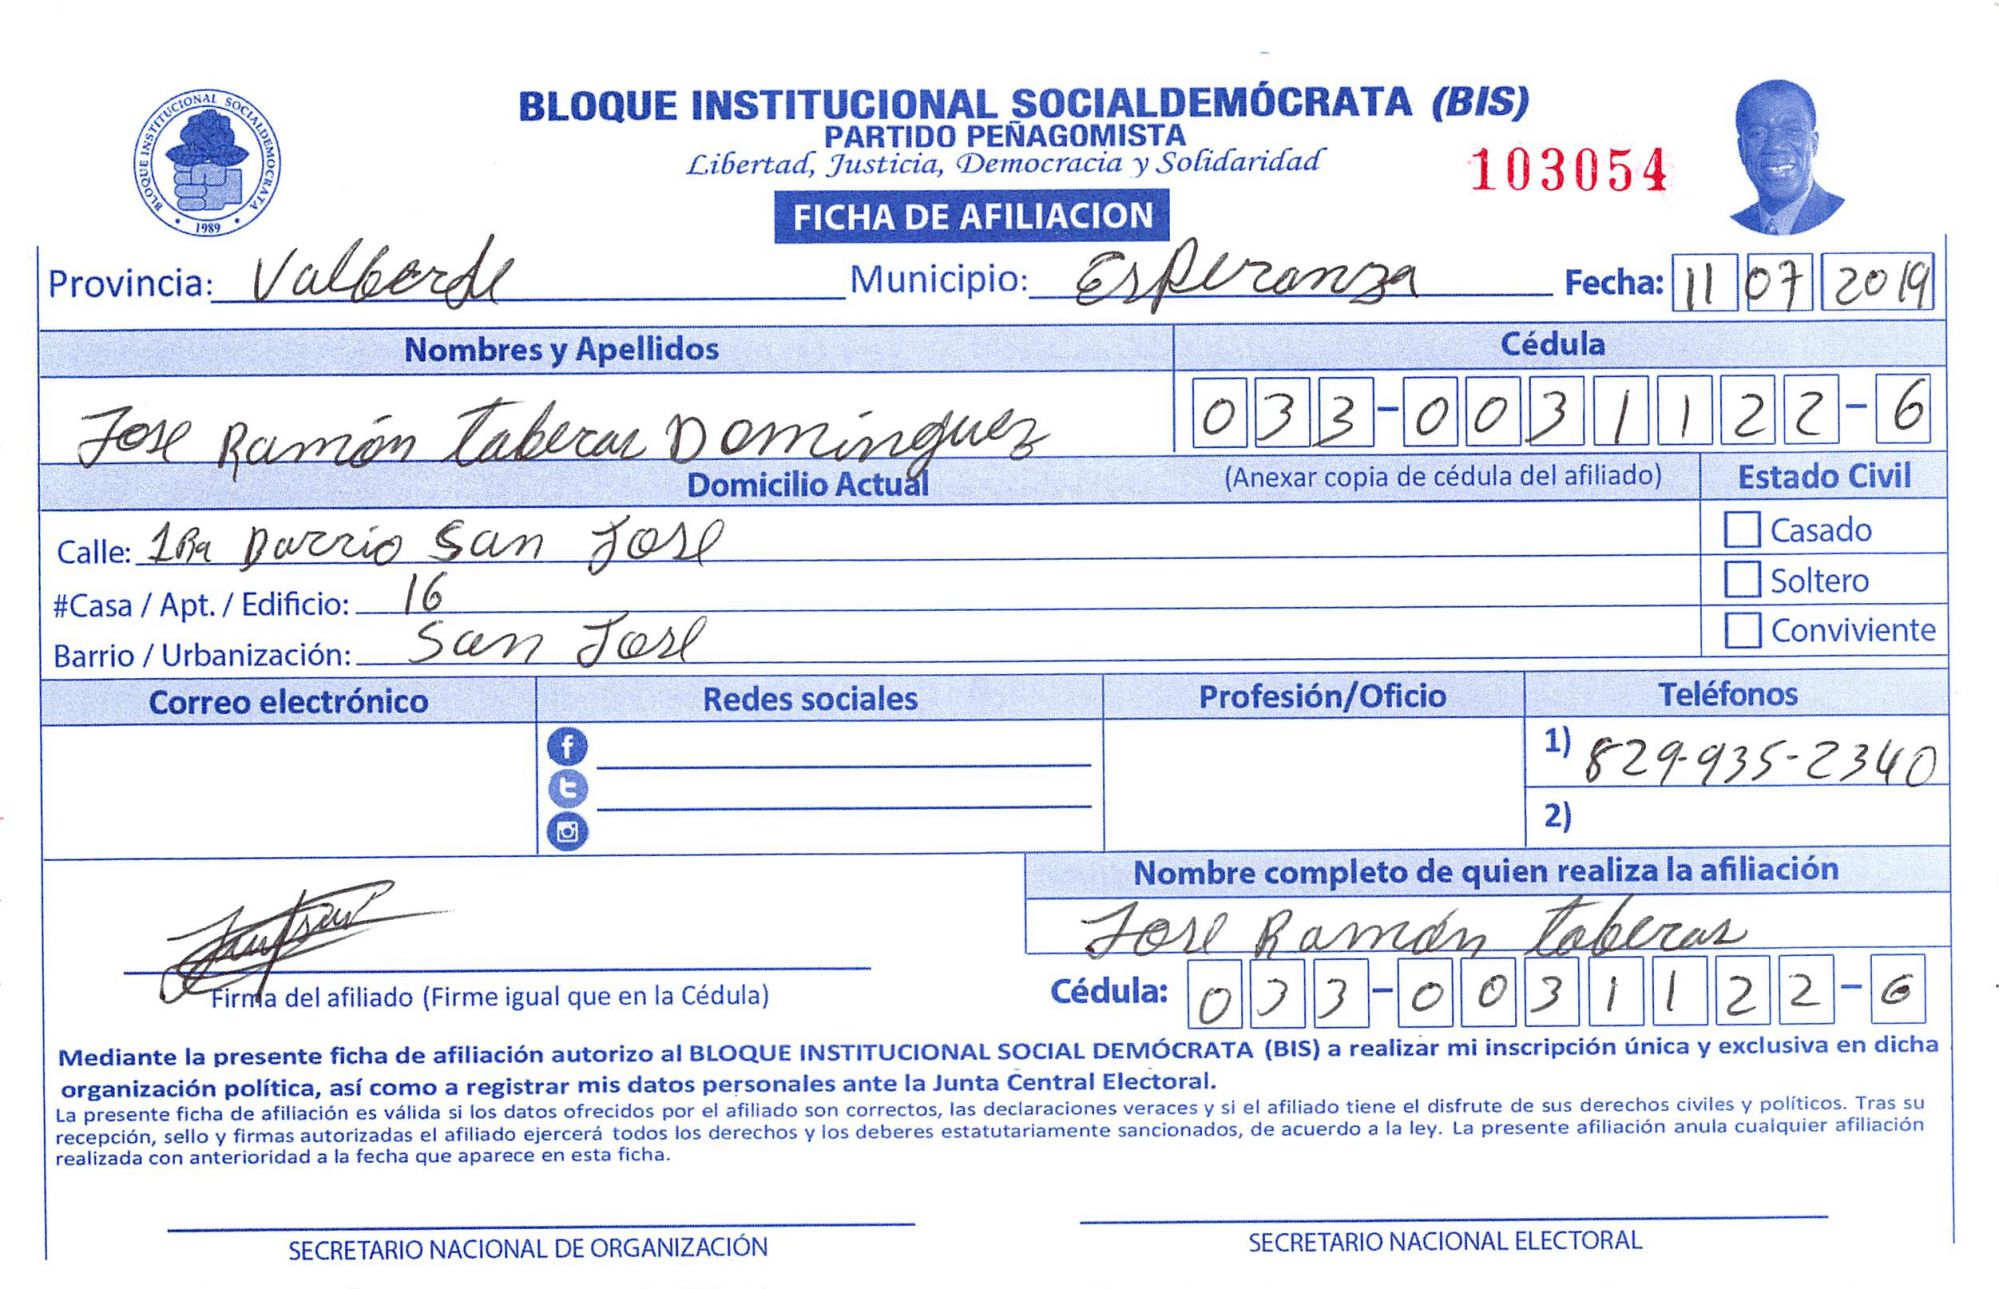 BLOQUE INSTITUCIONAL SOCIALDEMOCRATA
1989
BLOQUE INSTITUCIONAL SOCIALDEMÓCRATA (BIS)
PARTIDO PEÑAGOMISTA
Libertad, Justicia, Democracia y Solidaridad
103054
FICHA DE AFILIACION
Provincia: Valberde Municipio: Esperanza Fecha: 11 07 2019
Nombres y Apellidos Cédula
Jose Ramón Taberas Domínguez 033-0031122-6
Domicilio Actual (Anexar copia de cédula del afiliado) Estado Civil
Calle: 1Ra Barrio San Jose Casado
#Casa / Apt. / Edificio: 16 Soltero
Barrio / Urbanización: San Jose Conviviente
Correo electrónico Redes sociales Profesión/Oficio Teléfonos
1) 829-935-2340
2)
Nombre completo de quien realiza la afiliación
Jose Ramón Taberas
Firma del afiliado (Firme igual que en la Cédula) Cédula: 033-0031122-6
Mediante la presente ficha de afiliación autorizo al BLOQUE INSTITUCIONAL SOCIAL DEMÓCRATA (BIS) a realizar mi inscripción única y exclusiva en dicha
organización política, así como a registrar mis datos personales ante la Junta Central Electoral.
La presente ficha de afiliación es válida si los datos ofrecidos por el afiliado son correctos, las declaraciones veraces y si el afiliado tiene el disfrute de sus derechos civiles y políticos. Tras su
recepción, sello y firmas autorizadas el afiliado ejercerá todos los derechos y los deberes estatutariamente sancionados, de acuerdo a la ley. La presente afiliación anula cualquier afiliación
realizada con anterioridad a la fecha que aparece en esta ficha.
SECRETARIO NACIONAL DE ORGANIZACIÓN SECRETARIO NACIONAL ELECTORAL